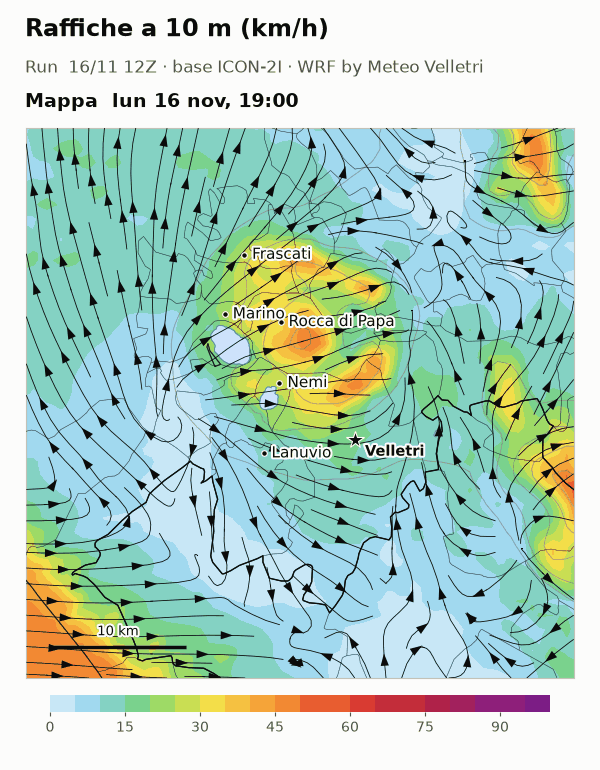 Raffiche a 10 m (km/h)
Run 16/11 12Z · base ICON-2I · WRF by Meteo Velletri
Mappa lun 16 nov, 19:00
Frascati
Marino
Rocca di Papa
Nemi
Velletri
Lanuvio
10 km
0 15 30 45 60 75 90